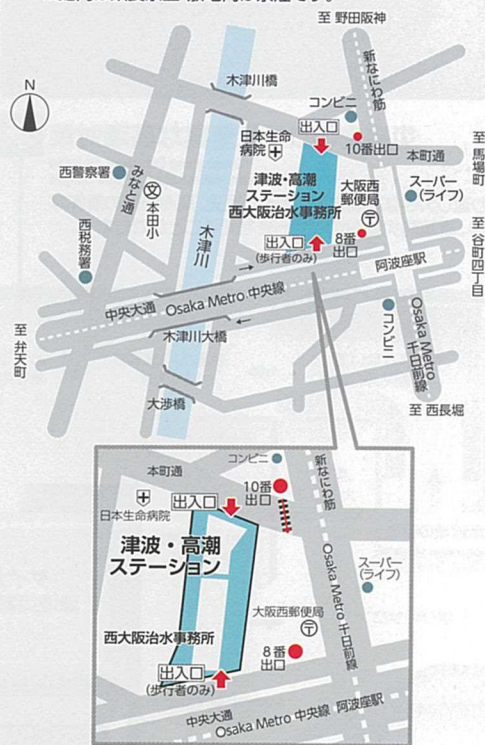 至 野田阪神
N
木津川橋
新なにわ筋
コンビニ
出入口
10番出口
日本生命
病院
本町通
至 馬場町
西警察署
みなと通
文
本田小
津波・高潮
ステーション
西大阪治水事務所
大阪西
郵便局
スーパー
(ライフ)
西税務署
木津川
出入口
(歩行者のみ)
8番
出口
阿波座駅
至 谷町四丁目
中央大通 Osaka Metro 中央線
至 弁天町
木津川大橋
コンビニ
Osaka Metro 千日前線
大渉橋
至 西長堀
コンビニ
新なにわ筋
本町通
10番
出口
日本生命病院
出入口
津波・高潮
ステーション
Osaka Metro 千日前線
スーパー
(ライフ)
大阪西郵便局
西大阪治水事務所
8番
出口
出入口
(歩行者のみ)
中央大通
Osaka Metro 中央線 阿波座駅